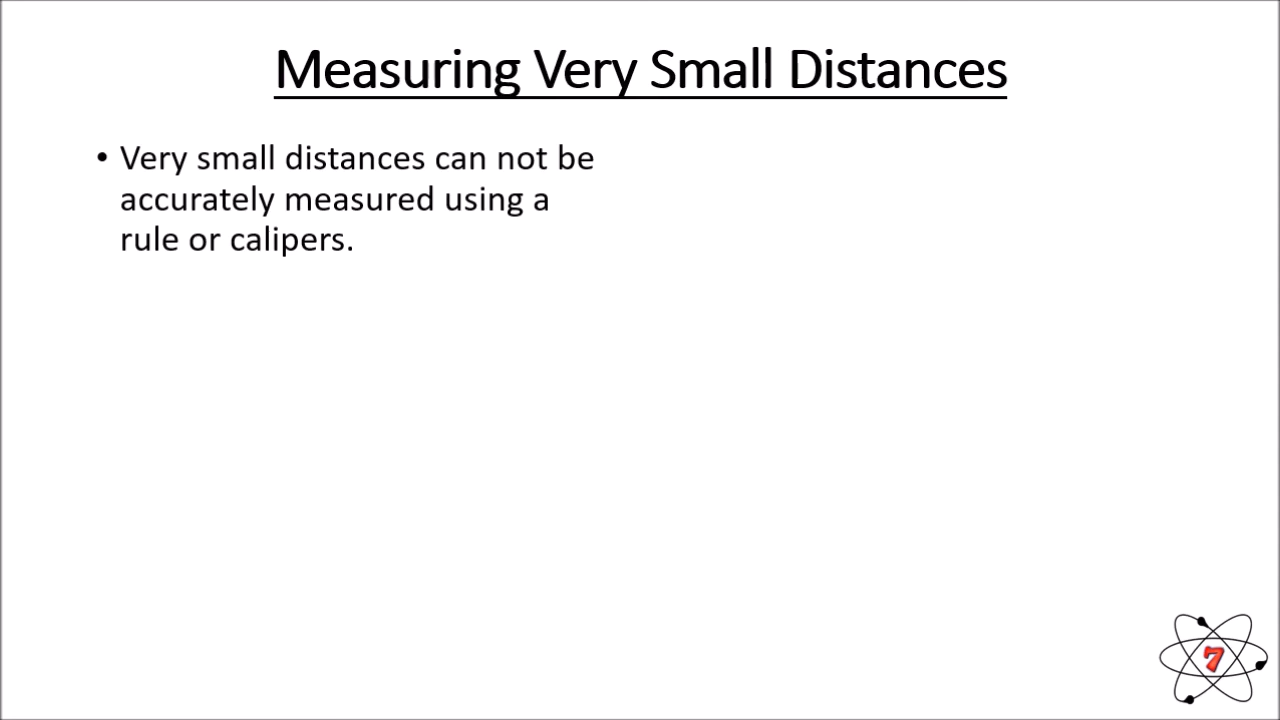 Measuring Very Small Distances
• Very small distances can not be
accurately measured using a
rule or calipers.
7